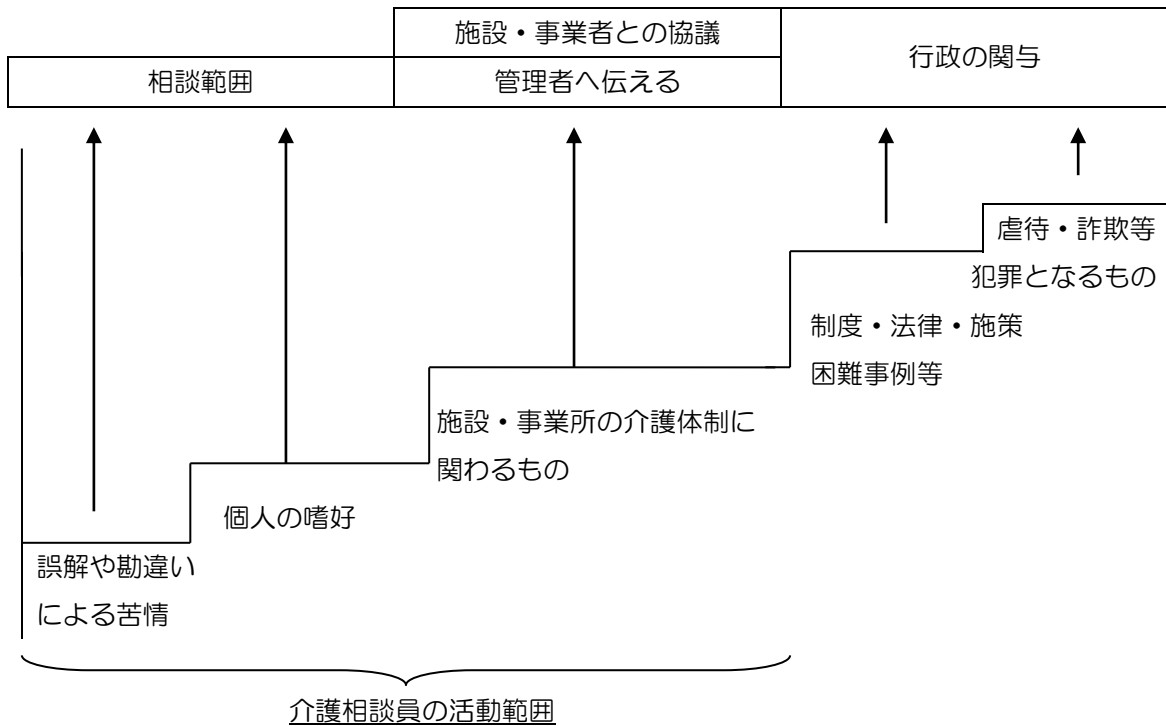 施設・事業者との協議
行政の関与
相談範囲
管理者へ伝える
虐待・詐欺等
犯罪となるもの
制度・法律・施策
困難事例等
施設・事業所の介護体制に
関わるもの
個人の嗜好
誤解や勘違い
による苦情
介護相談員の活動範囲